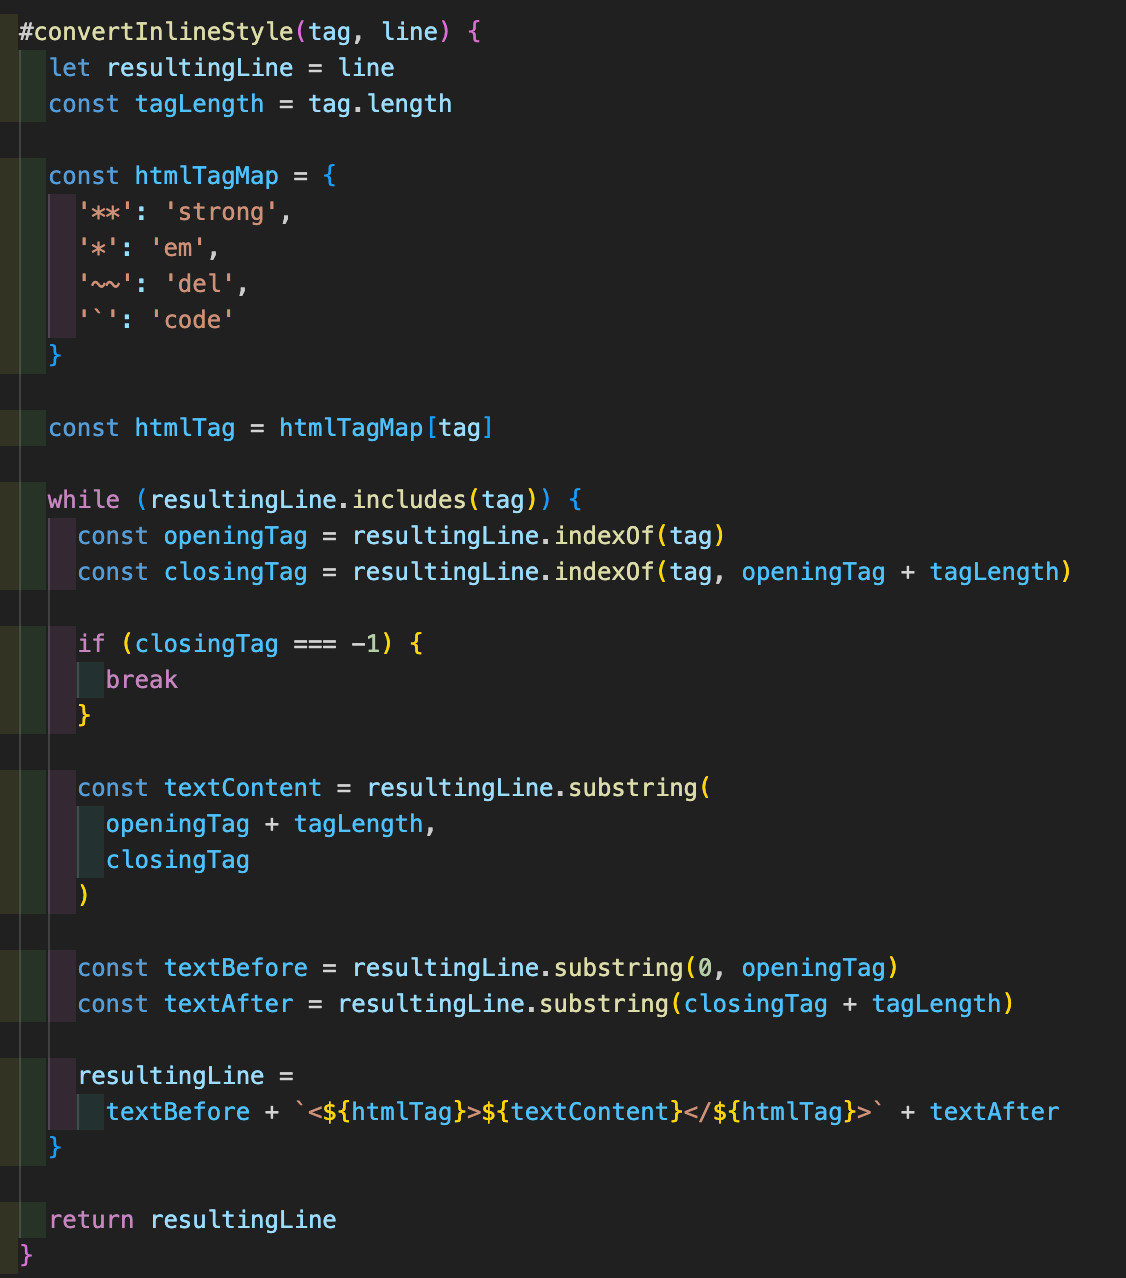 #convertInlineStyle(tag, line) {
  let resultingLine = line
  const tagLength = tag.length

  const htmlTagMap = {
    '**': 'strong',
    '*': 'em',
    '~~': 'del',
    '`': 'code'
  }

  const htmlTag = htmlTagMap[tag]

  while (resultingLine.includes(tag)) {
    const openingTag = resultingLine.indexOf(tag)
    const closingTag = resultingLine.indexOf(tag, openingTag + tagLength)

    if (closingTag === -1) {
      break
    }

    const textContent = resultingLine.substring(
      openingTag + tagLength,
      closingTag
    )

    const textBefore = resultingLine.substring(0, openingTag)
    const textAfter = resultingLine.substring(closingTag + tagLength)

    resultingLine =
      textBefore + `<${htmlTag}>${textContent}</${htmlTag}>` + textAfter
  }

  return resultingLine
}